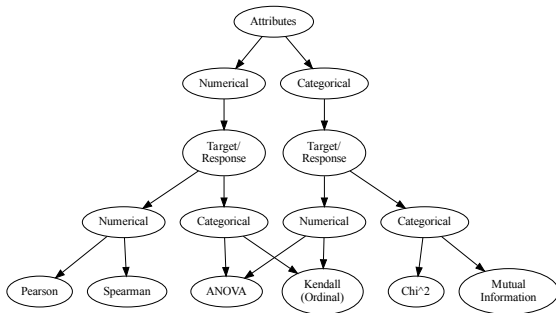 Attributes
Numerical
Categorical
Target/
Response
Target/
Response
Numerical
Categorical
Numerical
Categorical
Pearson
Spearman
ANOVA
Kendall
(Ordinal)
Chi^2
Mutual
Information